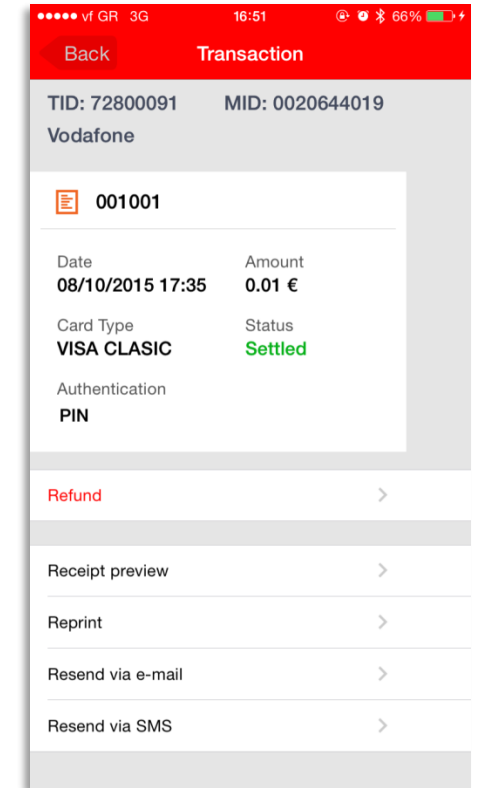 vf GR 3G 16:51 66%
Back Transaction
TID: 72800091 MID: 0020644019
Vodafone
001001
Date Amount
08/10/2015 17:35 0.01 €
Card Type Status
VISA CLASIC Settled
Authentication
PIN
Refund
Receipt preview
Reprint
Resend via e-mail
Resend via SMS